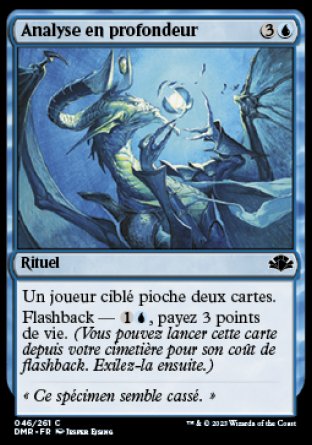 Analyse en profondeur 3
Rituel
Un joueur ciblé pioche deux cartes.
Flashback — 1, payez 3 points
de vie. (Vous pouvez lancer cette carte
depuis votre cimetière pour son coût de
flashback. Exilez-la ensuite.)
« Ce spécimen semble cassé. »
046/261 C
DMR • FR Jesper Ejsing
™ & © 2023 Wizards of the Coast